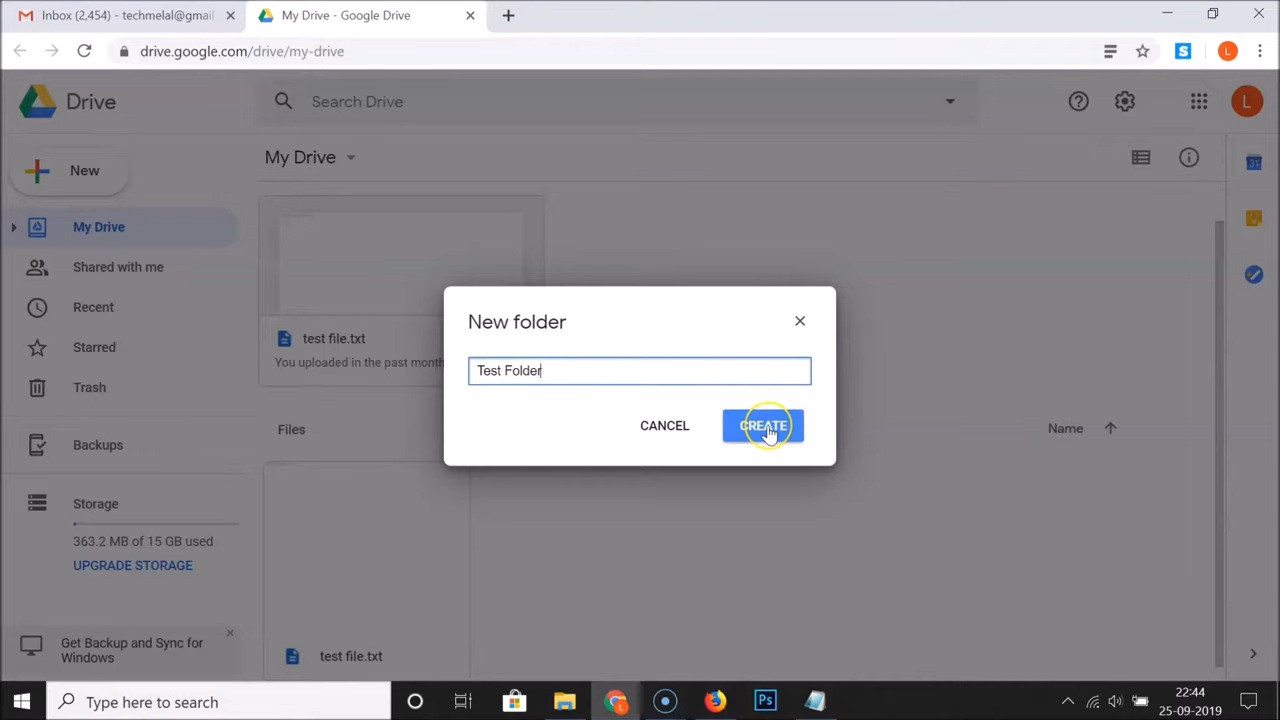 Inbox (2,454) - techmelal@gmail
My Drive - Google Drive
drive.google.com/drive/my-drive
L
Drive
Search Drive
L
New
My Drive
31
My Drive
Shared with me
Recent
Starred
Trash
Backups
Storage
363.2 MB of 15 GB used
UPGRADE STORAGE
Get Backup and Sync for
Windows
test file.txt
You uploaded in the past month
Files
Name
test file.txt
New folder
Test Folder
CANCEL
CREATE
Type here to search
L
Ps
22:44
25-09-2019